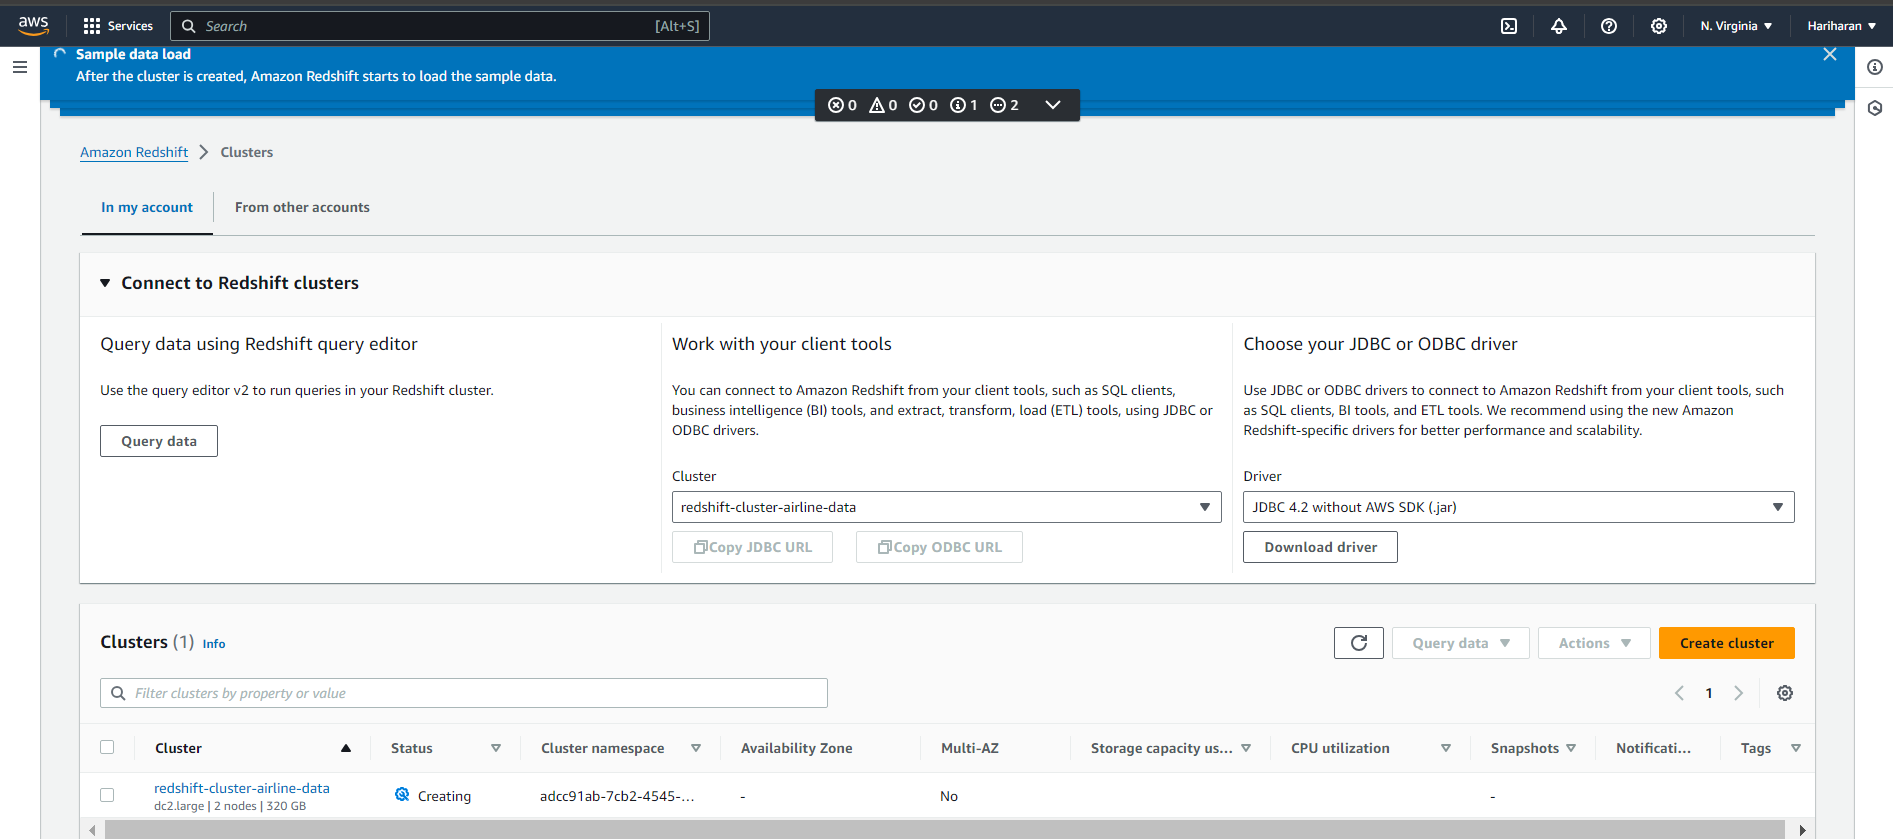 aws
Services
Search
[Alt+S]
N. Virginia
Hariharan
Sample data load
After the cluster is created, Amazon Redshift starts to load the sample data.
0 0 0 1 2
Amazon Redshift > Clusters
In my account
From other accounts
Connect to Redshift clusters
Query data using Redshift query editor
Use the query editor v2 to run queries in your Redshift cluster.
Query data
Work with your client tools
You can connect to Amazon Redshift from your client tools, such as SQL clients,
business intelligence (BI) tools, and extract, transform, load (ETL) tools, using JDBC or
ODBC drivers.
Cluster
redshift-cluster-airline-data
Copy JDBC URL
Copy ODBC URL
Choose your JDBC or ODBC driver
Use JDBC or ODBC drivers to connect to Amazon Redshift from your client tools, such
as SQL clients, BI tools, and ETL tools. We recommend using the new Amazon
Redshift-specific drivers for better performance and scalability.
Driver
JDBC 4.2 without AWS SDK (.jar)
Download driver
Clusters (1) Info
Query data
Actions
Create cluster
Filter clusters by property or value
1
Cluster
Status
Cluster namespace
Availability Zone
Multi-AZ
Storage capacity us...
CPU utilization
Snapshots
Notificati...
Tags
redshift-cluster-airline-data
dc2.large | 2 nodes | 320 GB
Creating
adcc91ab-7cb2-4545-...
-
No
-